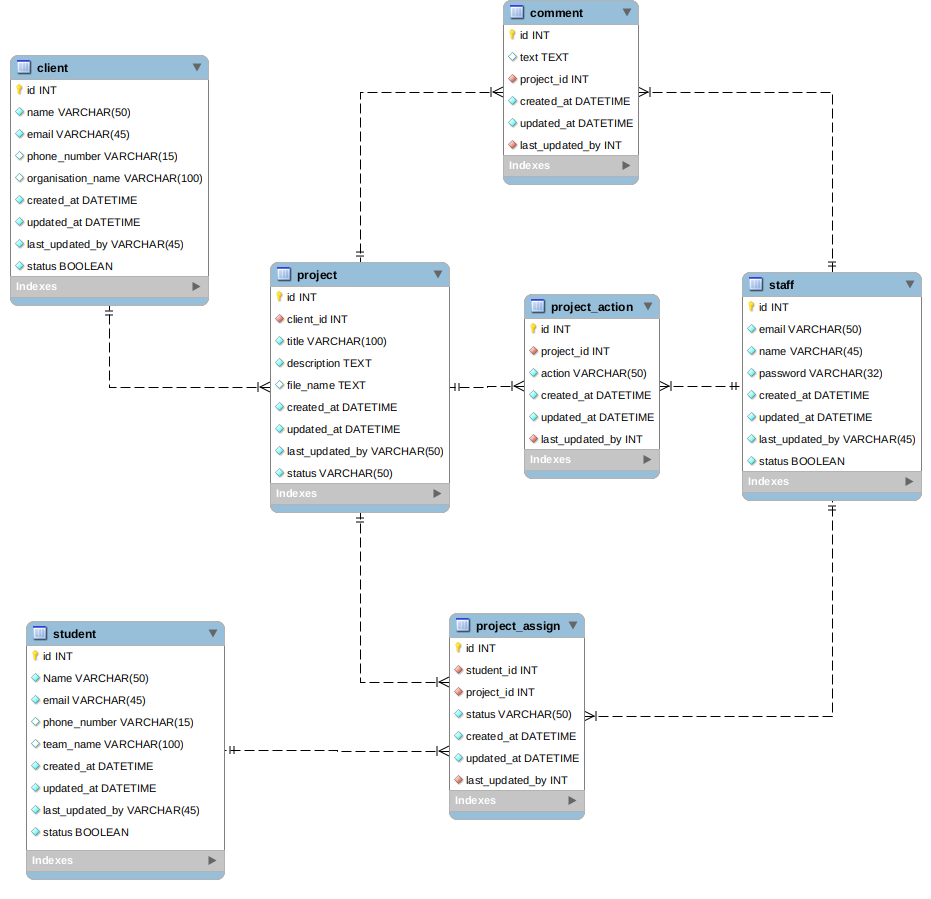 comment
id INT
text TEXT
project_id INT
created_at DATETIME
updated_at DATETIME
last_updated_by INT
Indexes
client
id INT
name VARCHAR(50)
email VARCHAR(45)
phone_number VARCHAR(15)
organisation_name VARCHAR(100)
created_at DATETIME
updated_at DATETIME
last_updated_by VARCHAR(45)
status BOOLEAN
Indexes
project
id INT
client_id INT
title VARCHAR(100)
description TEXT
file_name TEXT
created_at DATETIME
updated_at DATETIME
last_updated_by VARCHAR(50)
status VARCHAR(50)
Indexes
project_action
id INT
project_id INT
action VARCHAR(50)
created_at DATETIME
updated_at DATETIME
last_updated_by INT
Indexes
staff
id INT
email VARCHAR(50)
name VARCHAR(45)
password VARCHAR(32)
created_at DATETIME
updated_at DATETIME
last_updated_by VARCHAR(45)
status BOOLEAN
Indexes
student
id INT
Name VARCHAR(50)
email VARCHAR(45)
phone_number VARCHAR(15)
team_name VARCHAR(100)
created_at DATETIME
updated_at DATETIME
last_updated_by VARCHAR(45)
status BOOLEAN
Indexes
project_assign
id INT
student_id INT
project_id INT
status VARCHAR(50)
created_at DATETIME
updated_at DATETIME
last_updated_by INT
Indexes